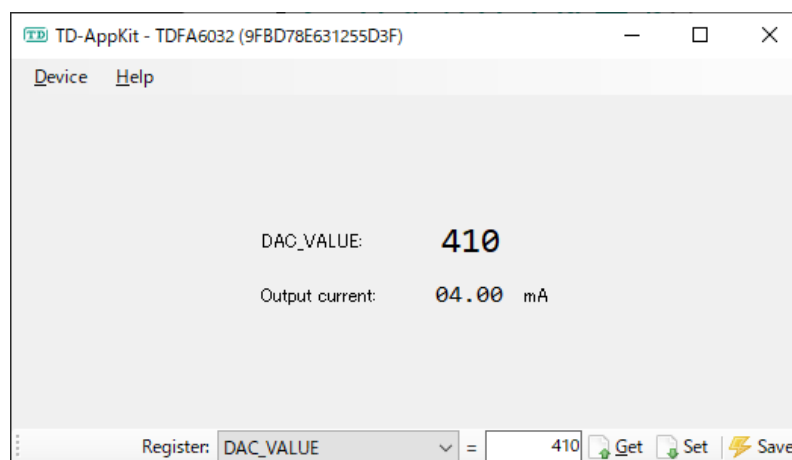 TD TD-AppKit - TDFA6032 (9FBD78E631255D3F)
Device Help
DAC_VALUE: 410
Output current: 04.00 mA
Register: DAC_VALUE = 410 Get Set Save